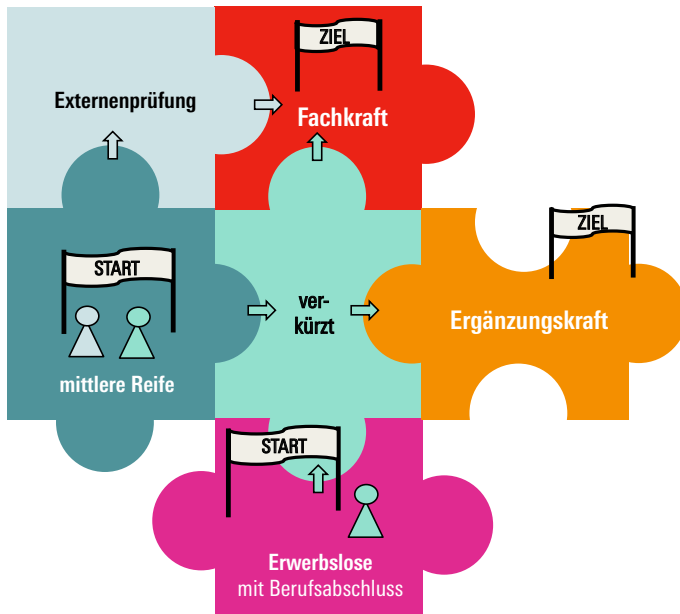 ZIEL
Externenprüfung
Fachkraft
ZIEL
START
ver-
kürzt
Ergänzungskraft
mittlere Reife
START
Erwerbslose
mit Berufsabschluss